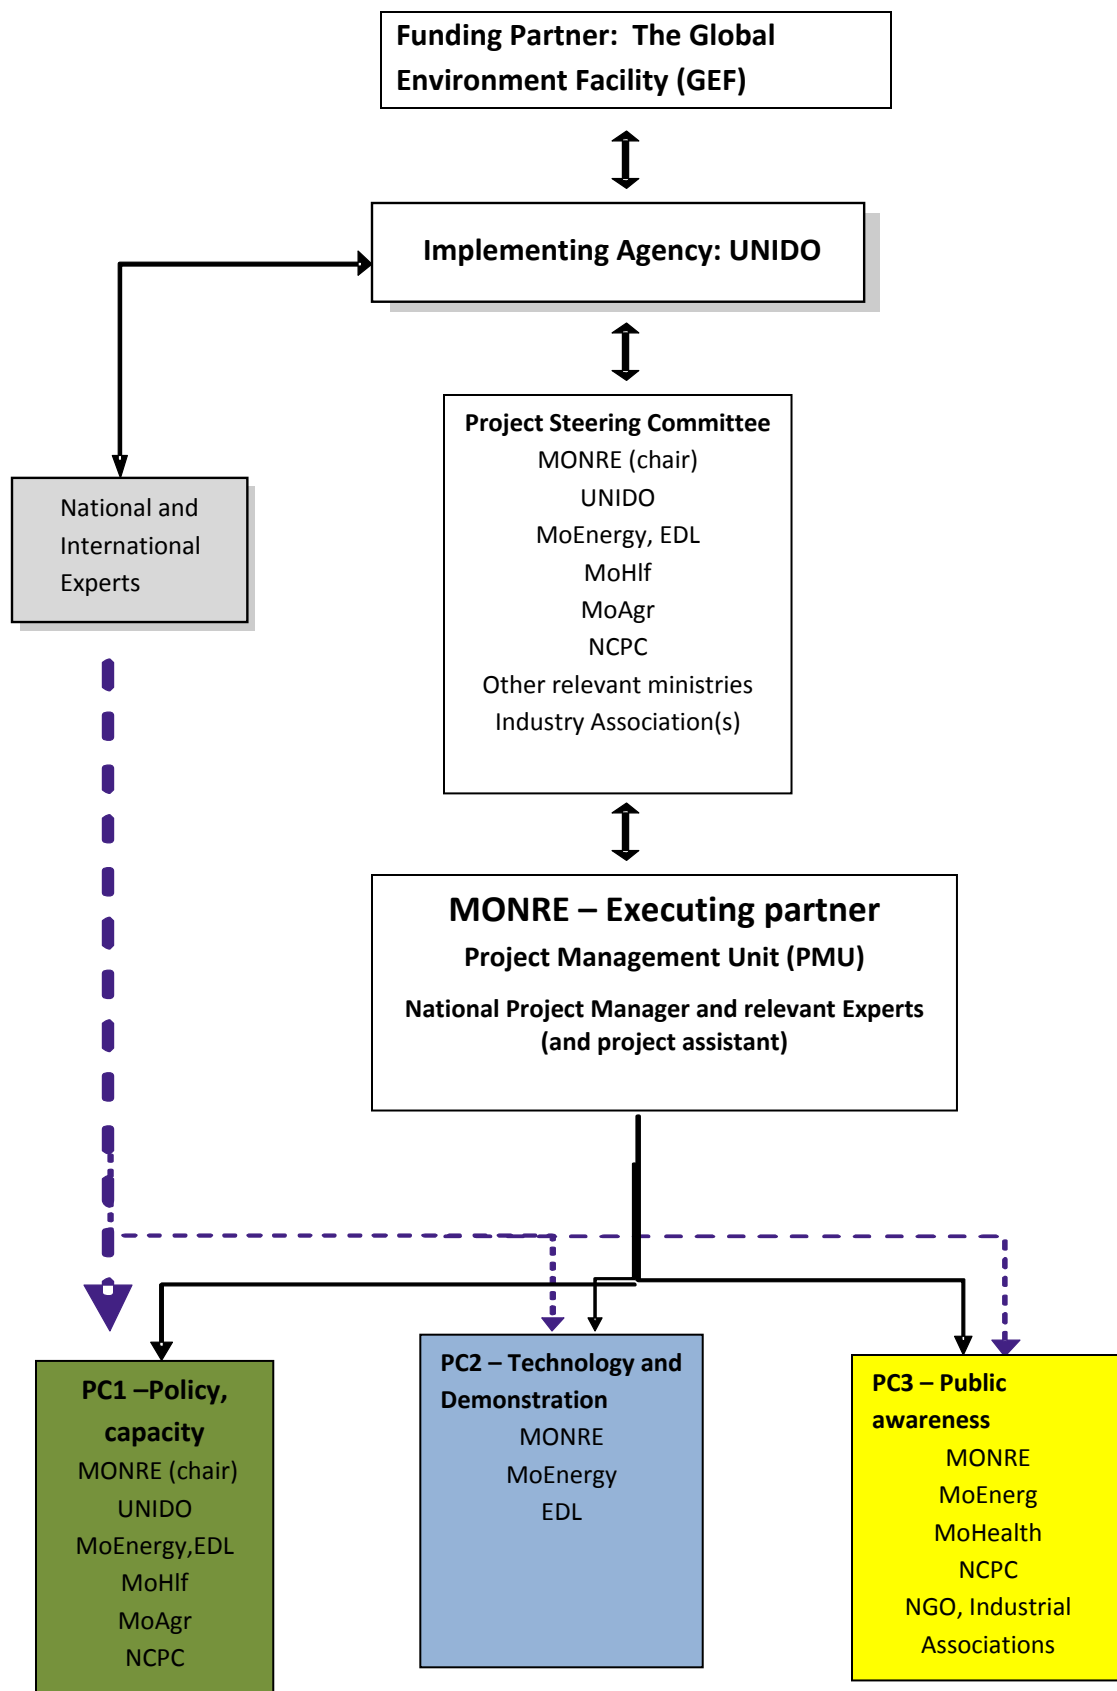 Funding Partner:  The Global
Environment Facility (GEF)
Implementing Agency: UNIDO
Project Steering Committee
MONRE (chair)
UNIDO
MoEnergy, EDL
MoHlf
MoAgr
NCPC
Other relevant ministries
Industry Association(s)
National and
International
Experts
MONRE – Executing partner
Project Management Unit (PMU)
National Project Manager and relevant Experts
(and project assistant)
PC1 –Policy,
capacity
MONRE (chair)
UNIDO
MoEnergy,EDL
MoHlf
MoAgr
NCPC
PC2 – Technology and
Demonstration
MONRE
MoEnergy
EDL
PC3 – Public
awareness
MONRE
MoEnerg
MoHealth
NCPC
NGO, Industrial
Associations